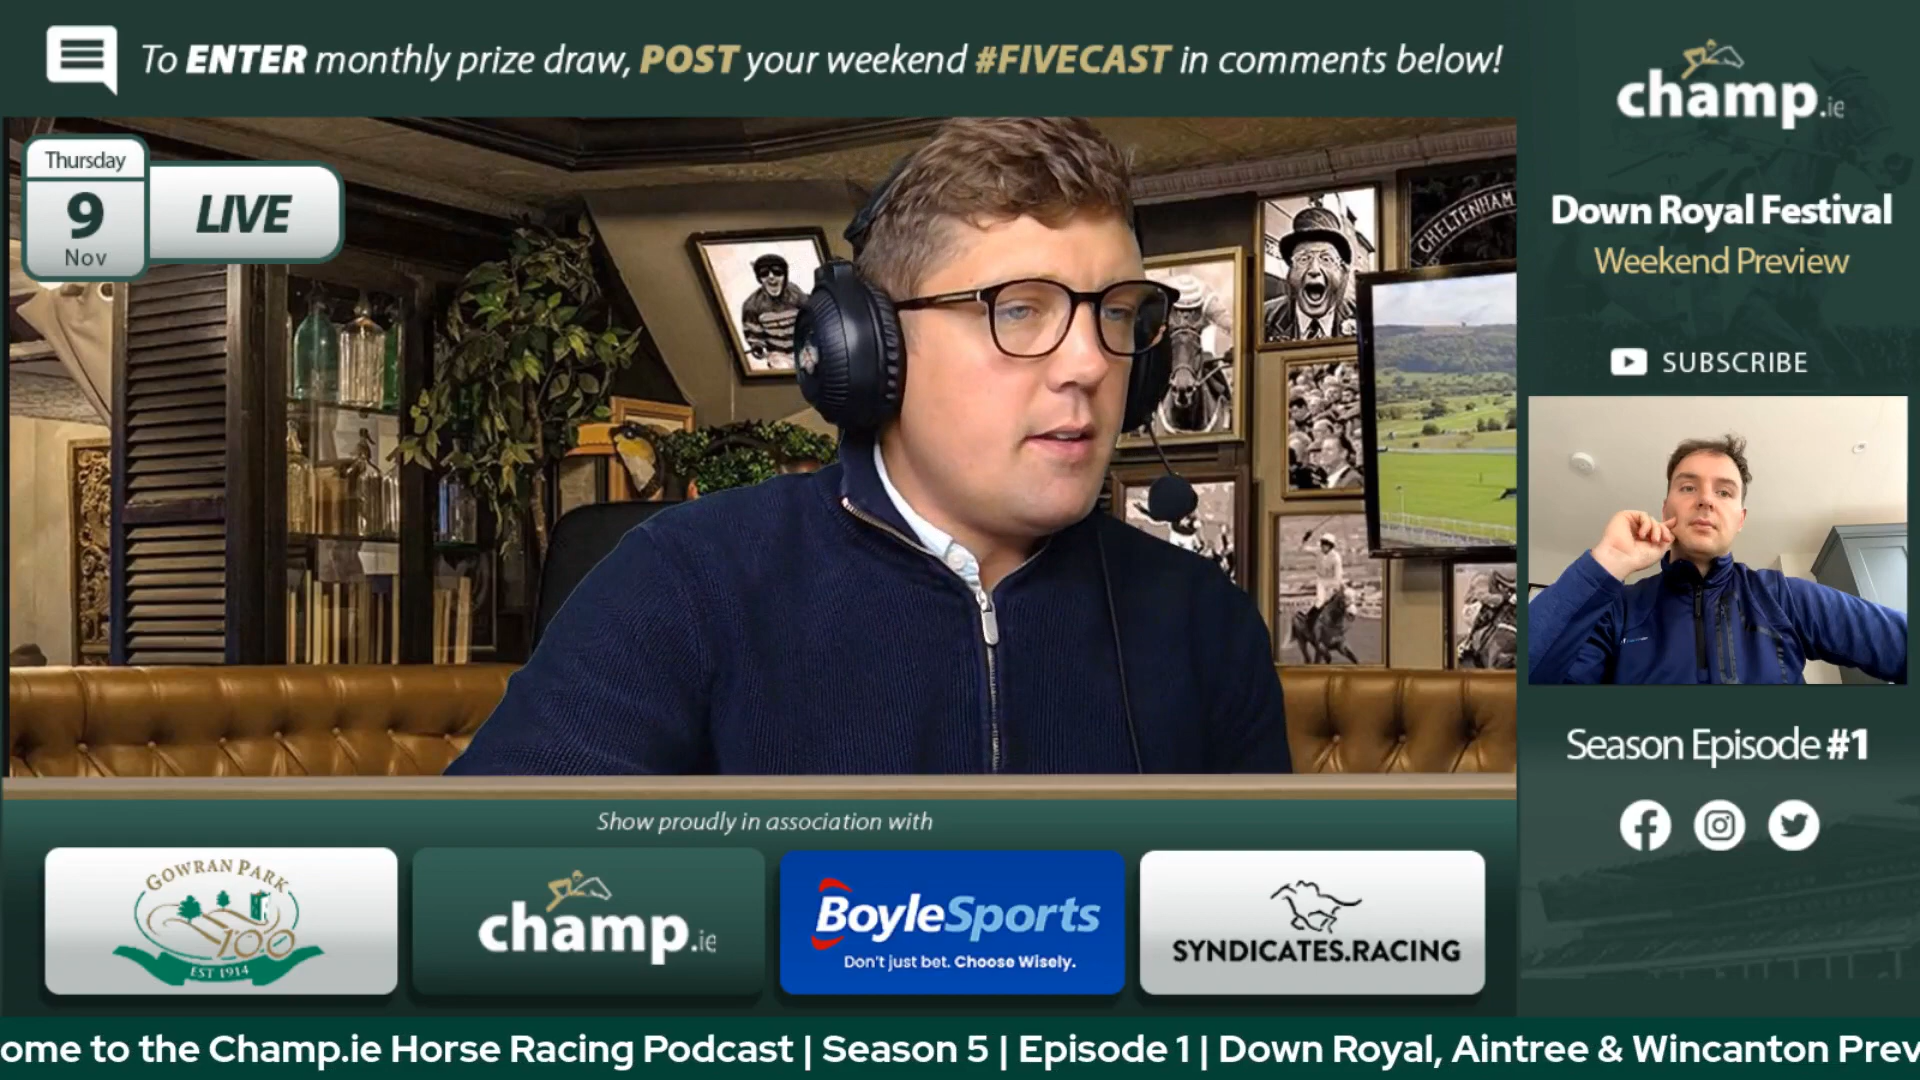 To ENTER monthly prize draw, POST your weekend #FIVECAST in comments below!
Thursday
9
Nov
LIVE
CHELTENHAM
champ.ie
Down Royal Festival
Weekend Preview
SUBSCRIBE
Season Episode #1
Show proudly in association with
GOWRAN PARK
100
EST 1914
champ.ie
BoyleSports
Don't just bet. Choose Wisely.
SYNDICATES.RACING
ome to the Champ.ie Horse Racing Podcast | Season 5 | Episode 1 | Down Royal, Aintree & Wincanton Prev